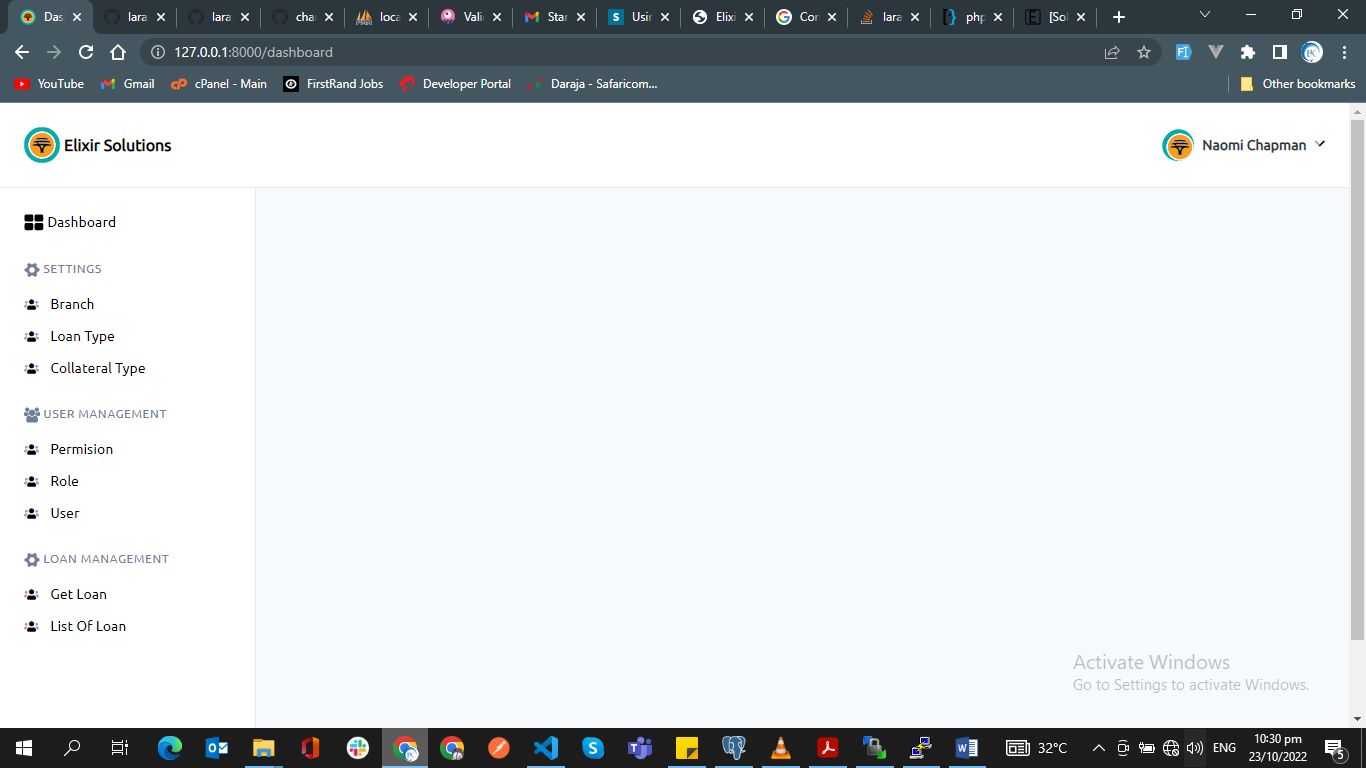 Das
lara
lara
cha
loca
Valid
Star
Usir
Elixi
Cor
lara
php
[Sol
127.0.0.1:8000/dashboard
YouTube
Gmail
cPanel - Main
FirstRand Jobs
Developer Portal
Daraja - Safaricom...
Other bookmarks
Elixir Solutions
Naomi Chapman
Dashboard
SETTINGS
Branch
Loan Type
Collateral Type
USER MANAGEMENT
Permision
Role
User
LOAN MANAGEMENT
Get Loan
List Of Loan
Activate Windows
Go to Settings to activate Windows.
32°C
ENG
10:30 pm
23/10/2022
5